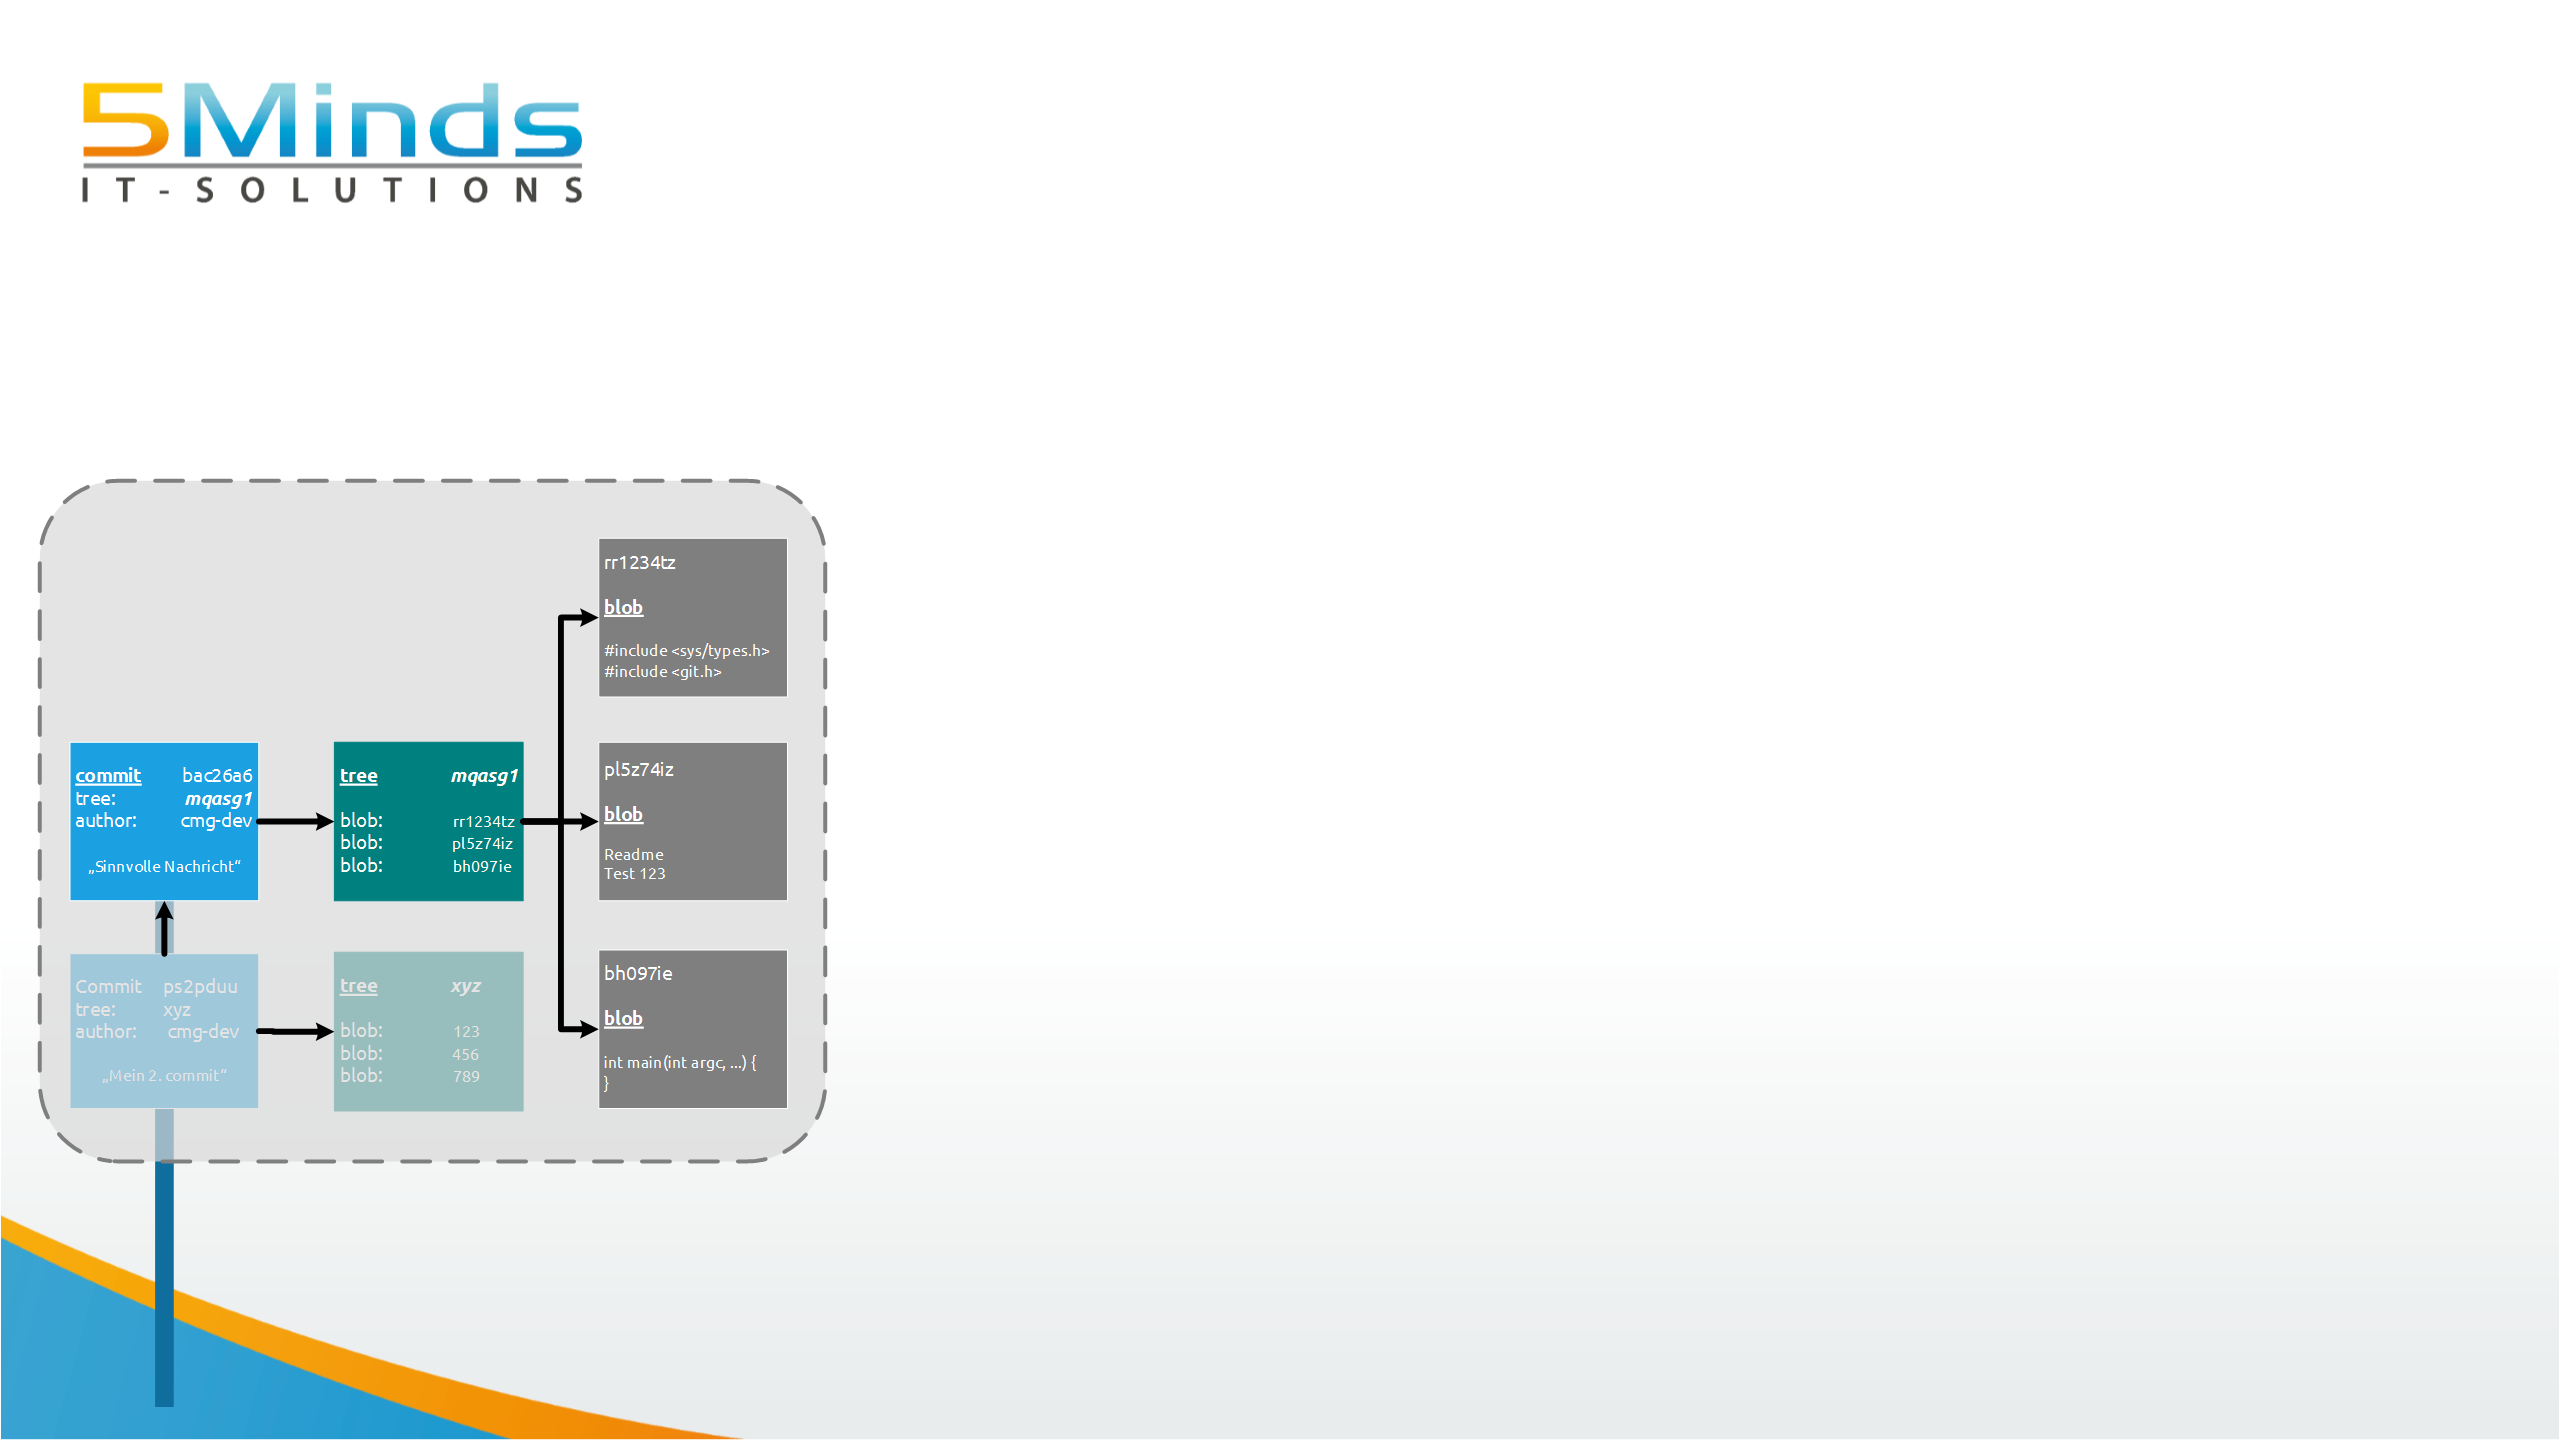 5Minds
IT-SOLUTIONS
rr1234tz
blob
#include <sys/types.h>
#include <git.h>
commit bac26a6
tree: mqasg1
author: cmg-dev
„Sinnvolle Nachricht“
tree mqasg1
blob: rr1234tz
blob: pl5z74iz
blob: bh097ie
pl5z74iz
blob
Readme
Test 123
Commit ps2pduu
tree: xyz
author: cmg-dev
„Mein 2. commit“
tree xyz
blob: 123
blob: 456
blob: 789
bh097ie
blob
int main(int argc, ...) {
}